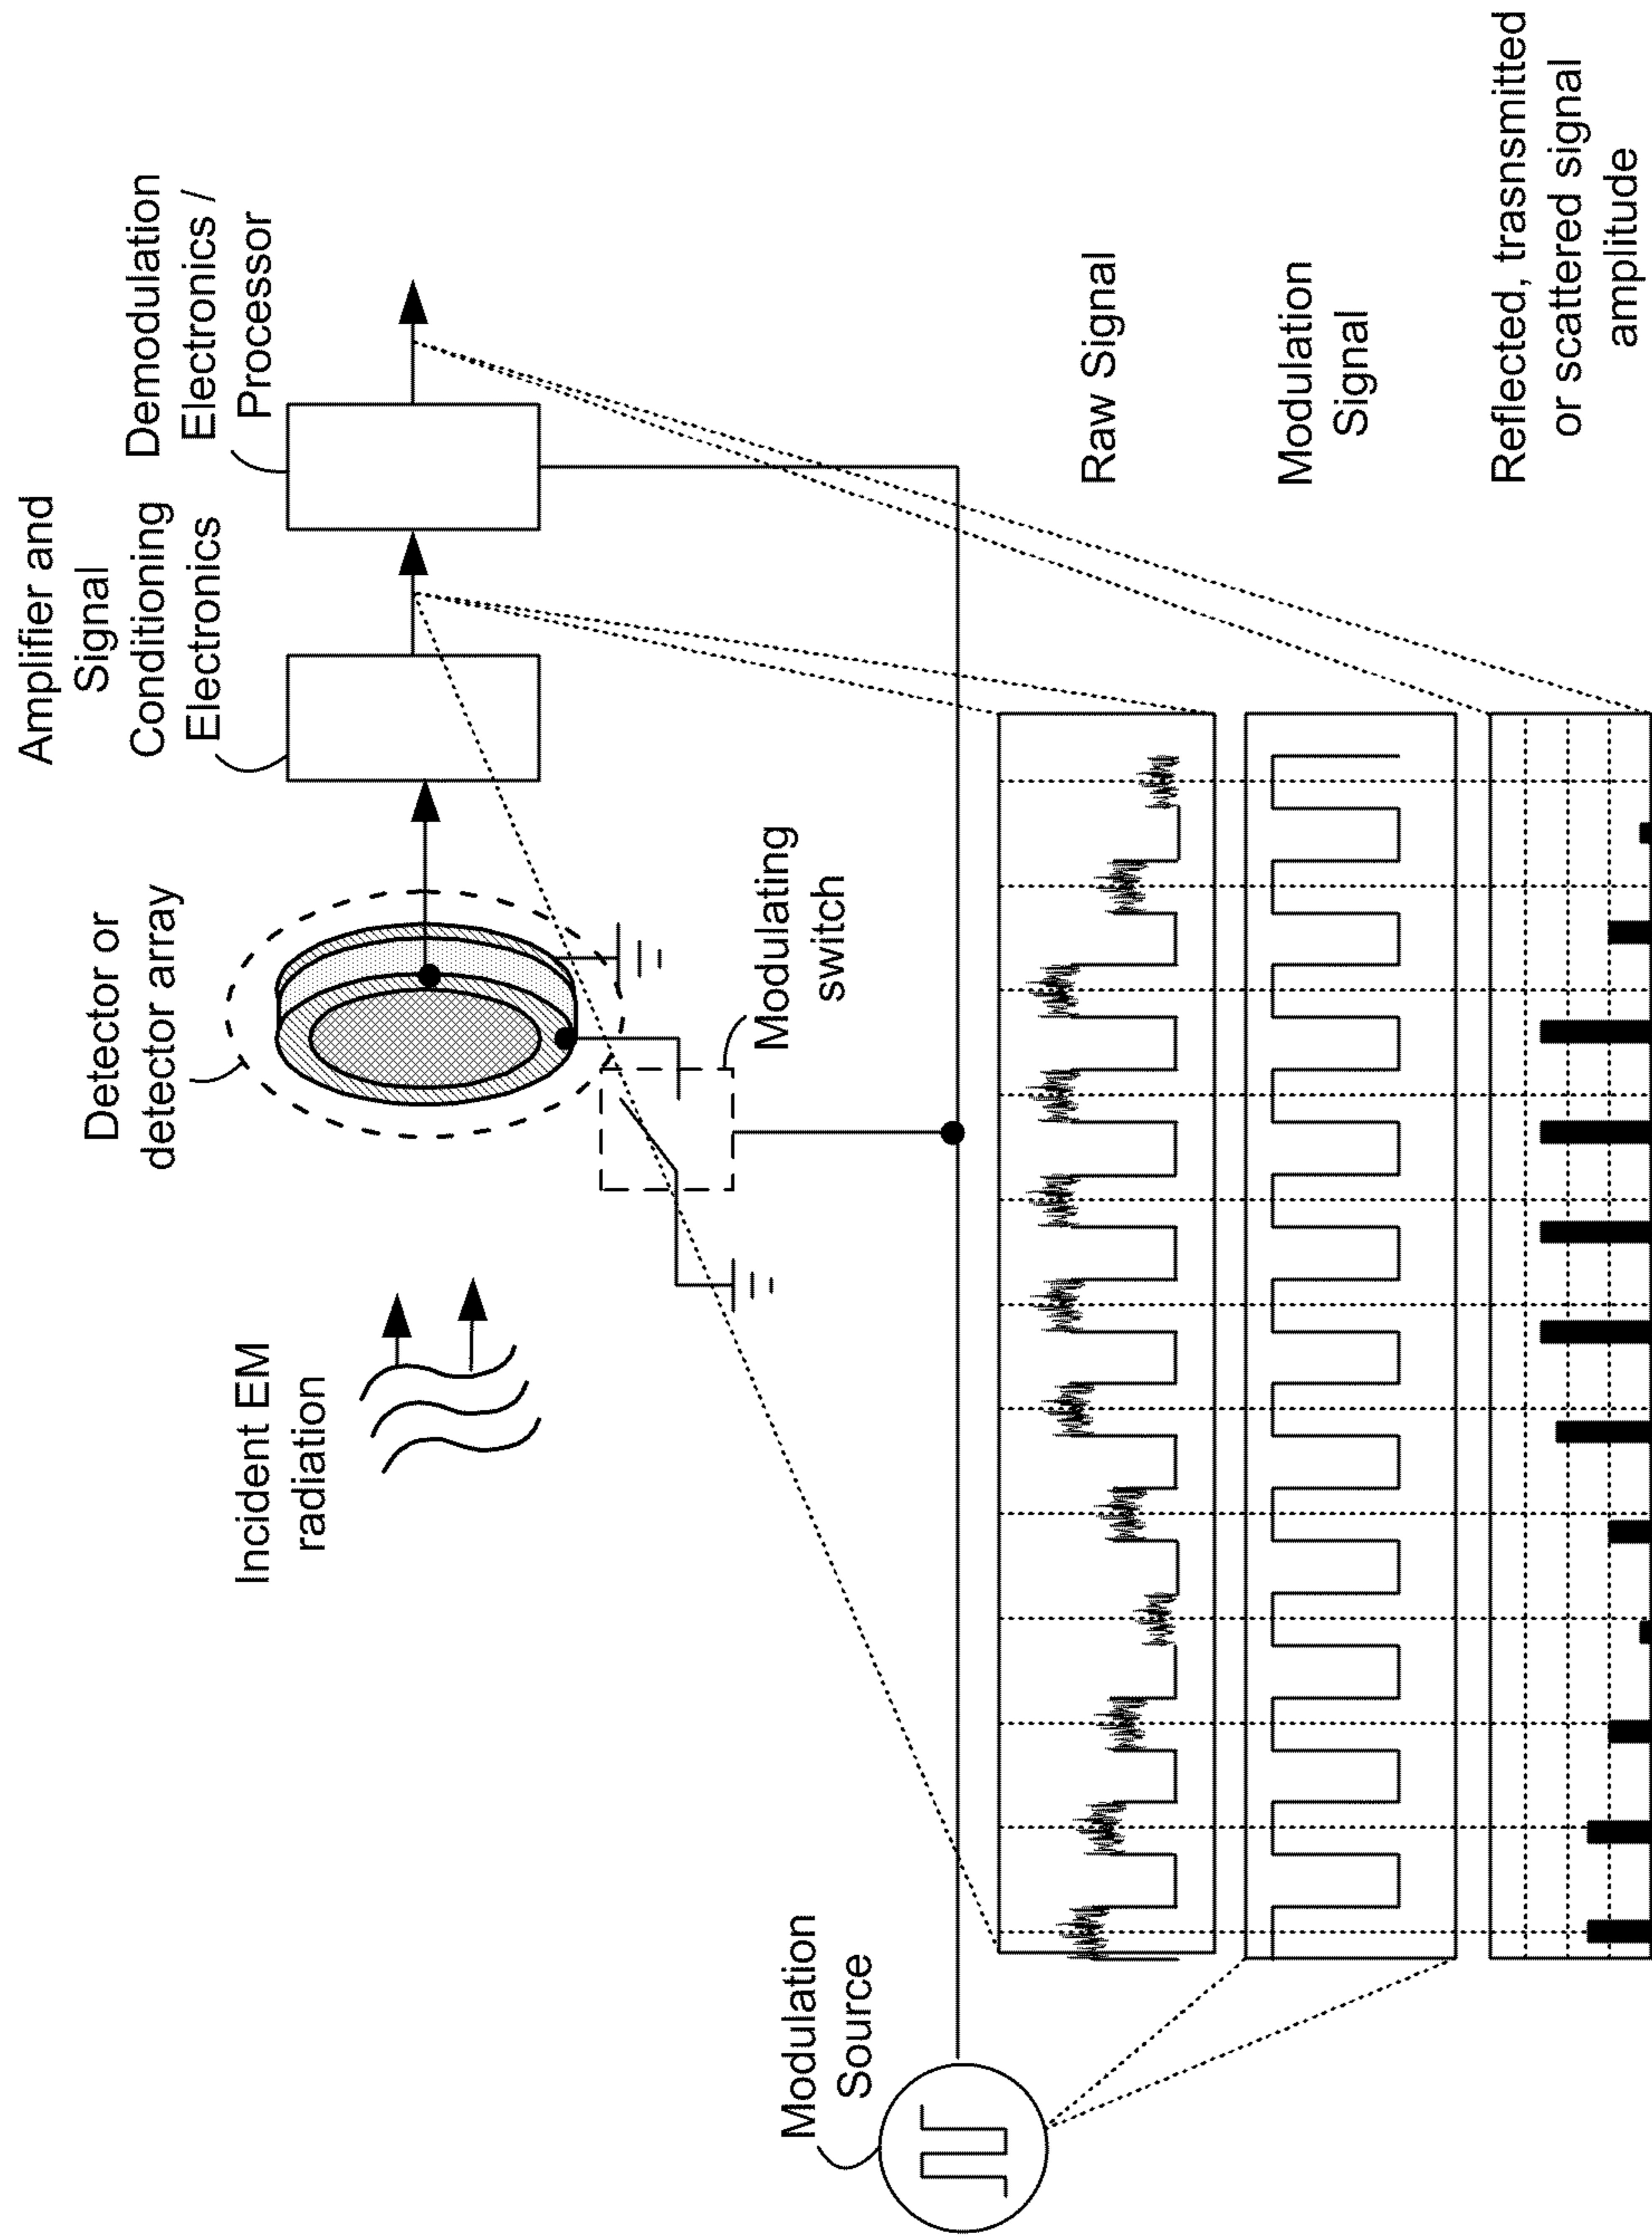 Amplifier and
Signal
Conditioning
Electronics
Demodulation
Electronics /
Processor
Detector or
detector array
Incident EM
radiation
Modulating
switch
Modulation
Source
Raw Signal
Modulation
Signal
Reflected, trasnsmitted
or scattered signal
amplitude